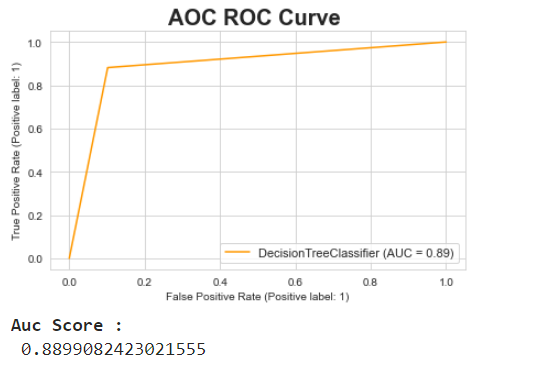 AOC ROC Curve
1.0
0.8
0.6
0.4
0.2
0.0
True Positive Rate (Positive label: 1)
DecisionTreeClassifier (AUC = 0.89)
0.0 0.2 0.4 0.6 0.8 1.0
False Positive Rate (Positive label: 1)
Auc Score :
0.8899082423021555